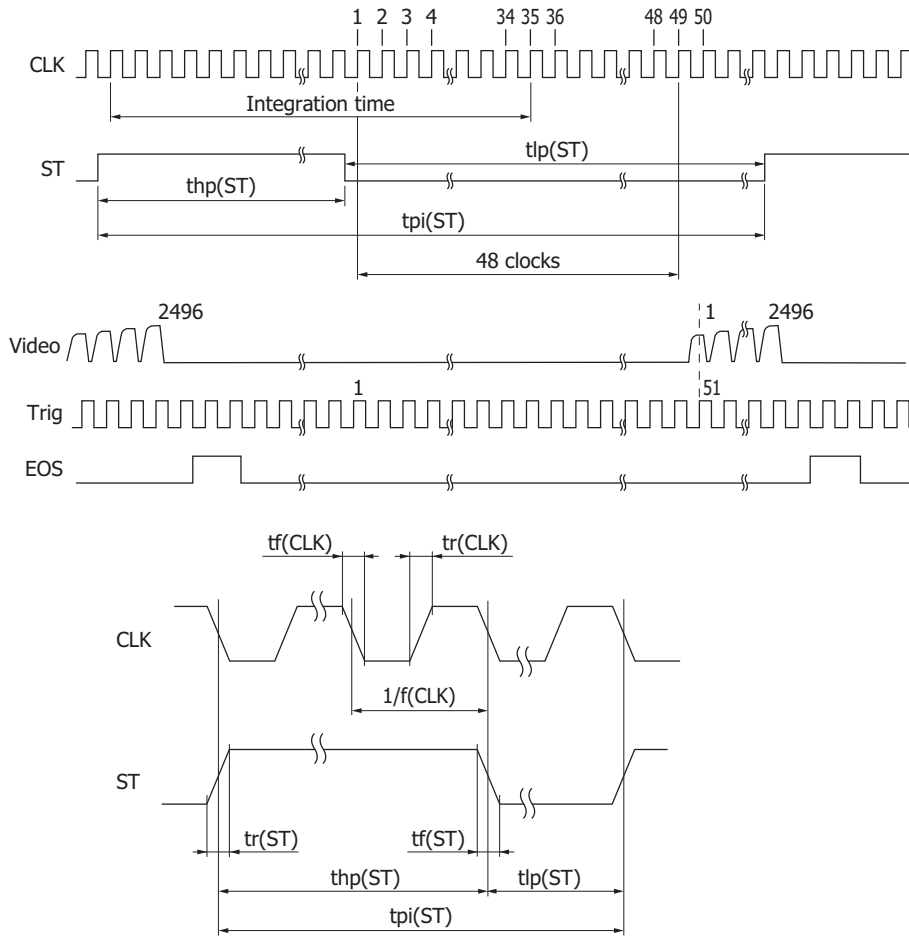 1 2 3 4 34 35 36 48 49 50
CLK
Integration time
ST
tlp(ST)
thp(ST)
tpi(ST)
48 clocks
2496 1 2496
Video
1 51
Trig
EOS
tf(CLK) tr(CLK)
CLK
1/f(CLK)
ST
tr(ST) tf(ST)
thp(ST) tlp(ST)
tpi(ST)